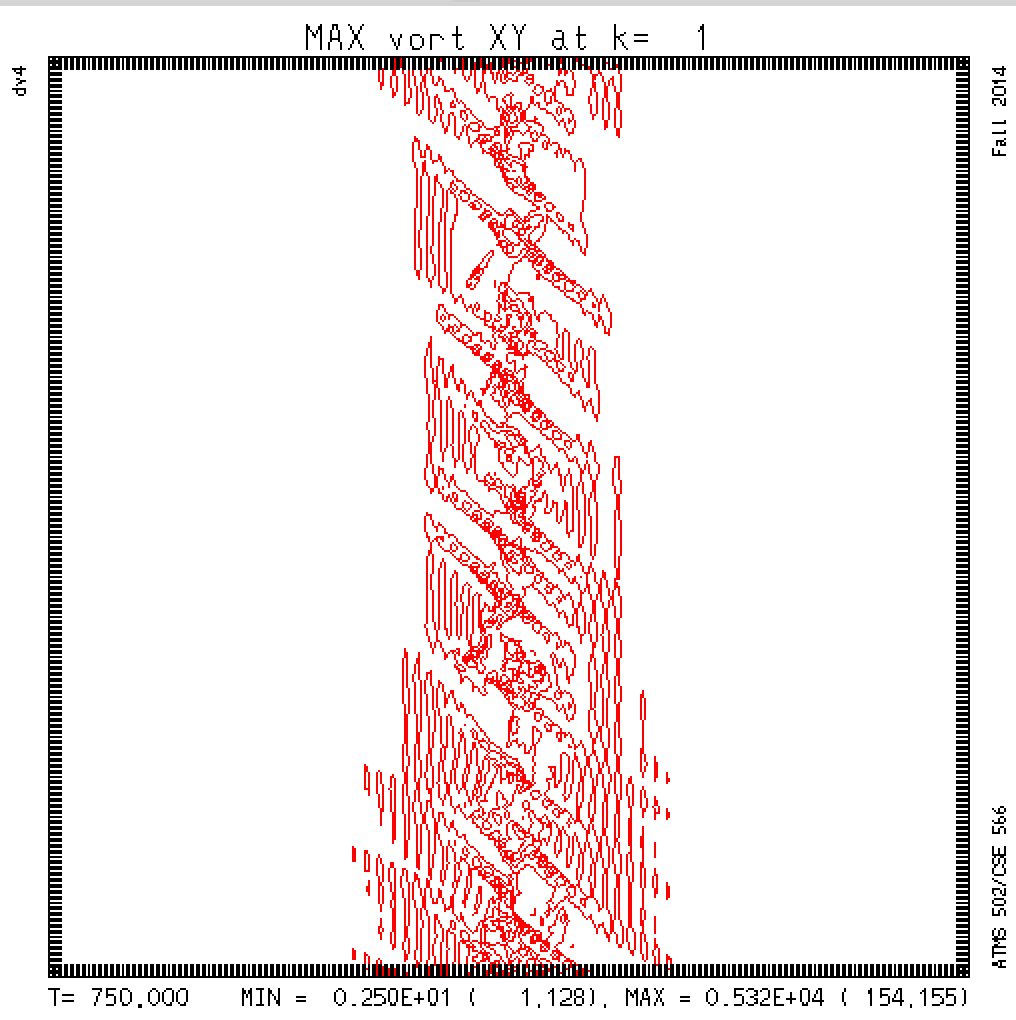 MAX vort XY at k=  1
dv4
Fall 2014
ATMS 502/CSE 566
T= 750.000    MIN =  0.250E+01 (   1,128), MAX = 0.532E+04 ( 154,155)